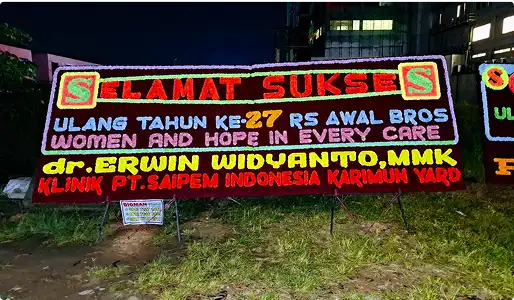 SELAMAT SUKSES
ULANG TAHUN KE-27 RS AWAL BROS
WOMEN AND HOPE IN EVERY CARE
dr.ERWIN WIDYANTO,MMK
KLINIK PT.SAIPEM INDONESIA KARIMUN YARD